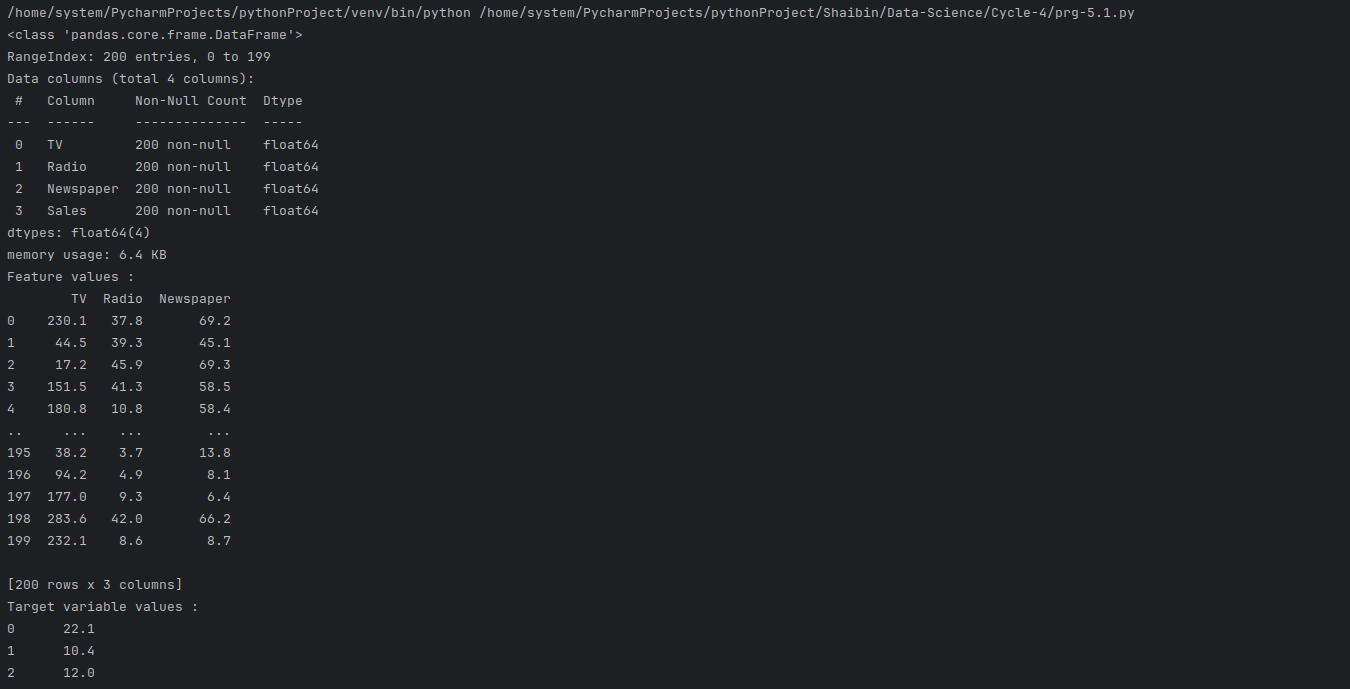 /home/system/PycharmProjects/pythonProject/venv/bin/python /home/system/PycharmProjects/pythonProject/Shaibin/Data-Science/Cycle-4/prg-5.1.py
<class 'pandas.core.frame.DataFrame'>
RangeIndex: 200 entries, 0 to 199
Data columns (total 4 columns):
 #   Column     Non-Null Count  Dtype
---  ------     --------------  -----
 0   TV         200 non-null    float64
 1   Radio      200 non-null    float64
 2   Newspaper  200 non-null    float64
 3   Sales      200 non-null    float64
dtypes: float64(4)
memory usage: 6.4 KB
Feature values :
        TV  Radio  Newspaper
0    230.1   37.8       69.2
1     44.5   39.3       45.1
2     17.2   45.9       69.3
3    151.5   41.3       58.5
4    180.8   10.8       58.4
..     ...    ...        ...
195   38.2    3.7       13.8
196   94.2    4.9        8.1
197  177.0    9.3        6.4
198  283.6   42.0       66.2
199  232.1    8.6        8.7

[200 rows x 3 columns]
Target variable values :
0      22.1
1      10.4
2      12.0